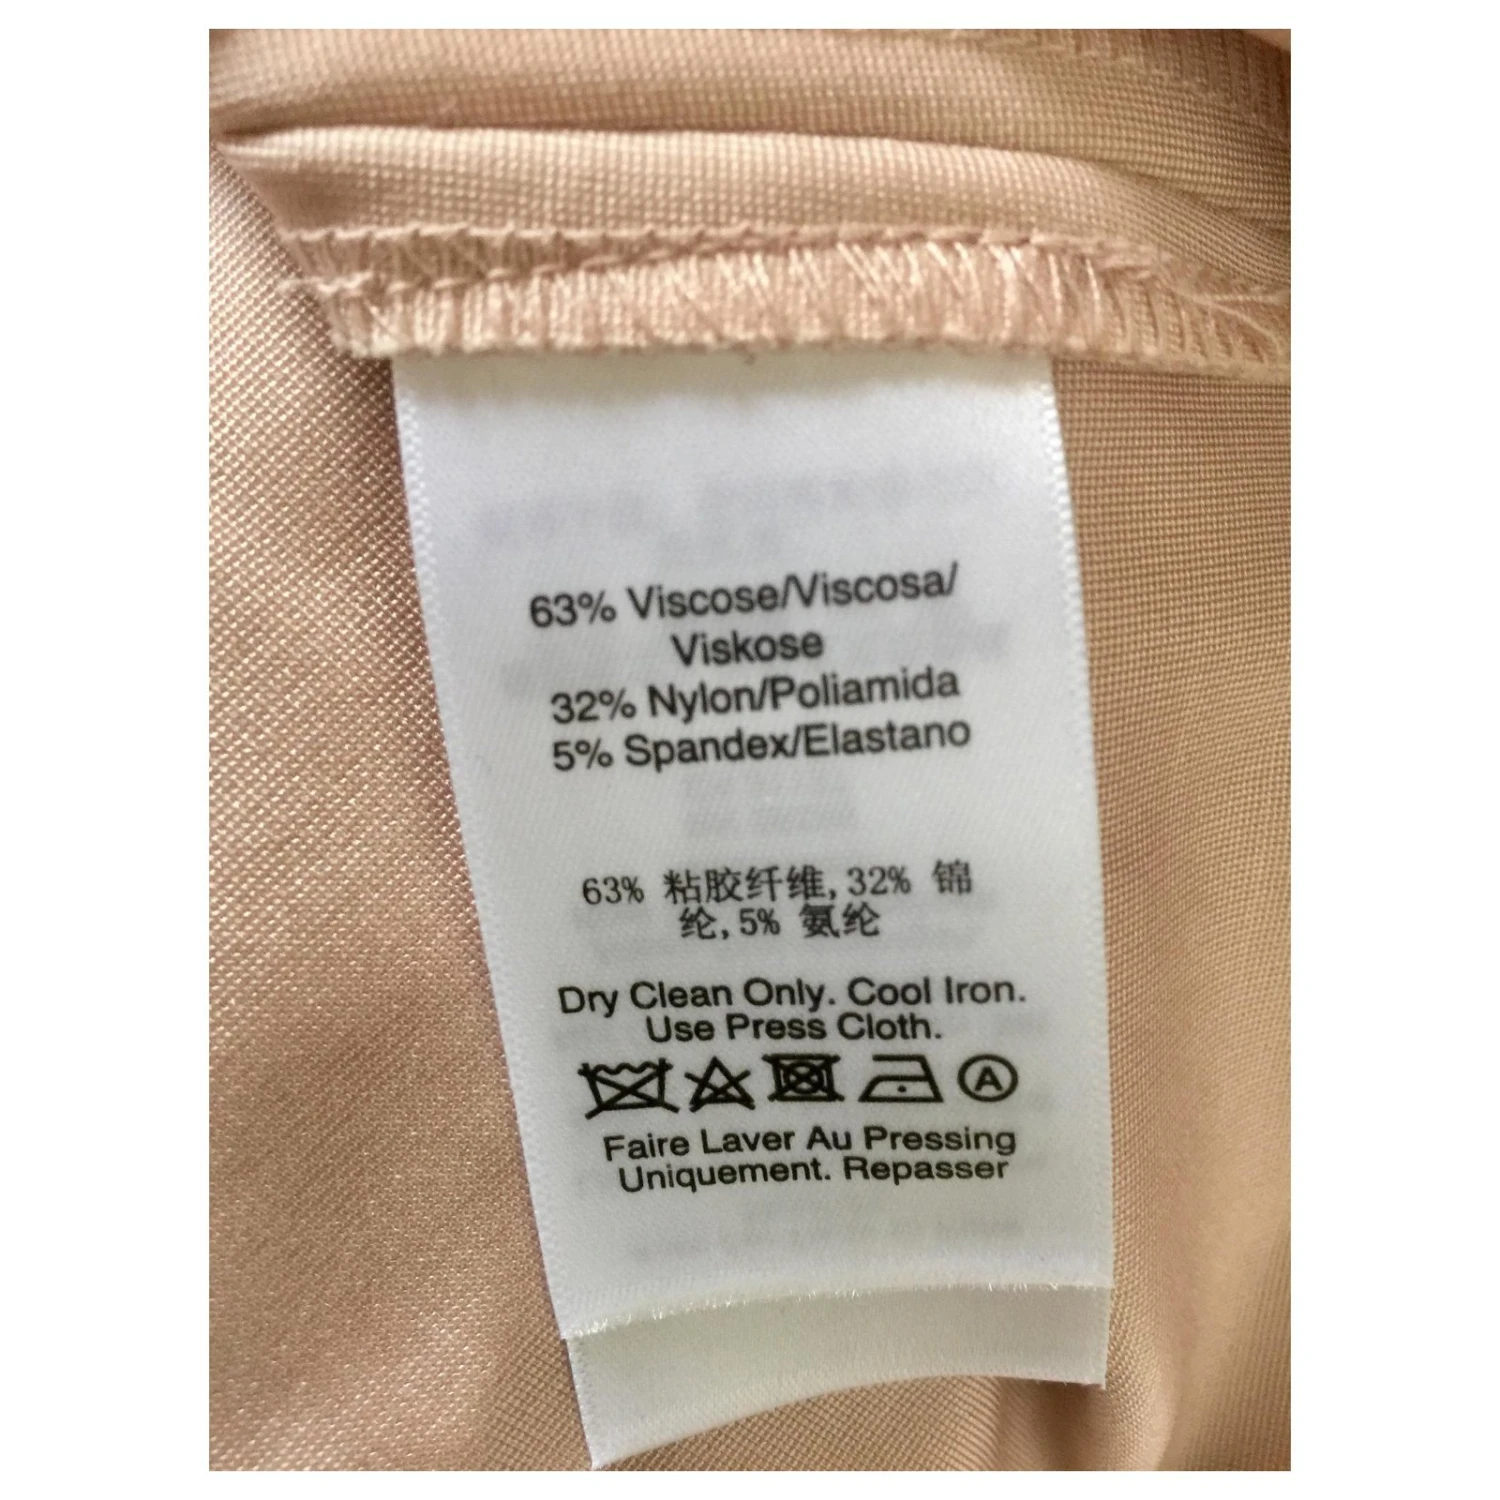 63% Viscose/Viscosa/
Viskose
32% Nylon/Poliamida
5% Spandex/Elastano
63% 粘胶纤维,32% 锦
纶,5% 氨纶
Dry Clean Only. Cool Iron.
Use Press Cloth.
A
Faire Laver Au Pressing
Uniquement. Repasser